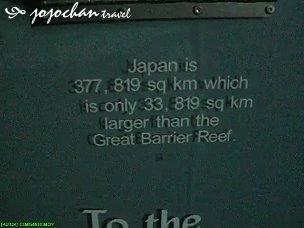 jojochan travel
Japan is
377,819 sq km which
is only 33,819 sq km
larger than the
Great Barrier Reef.
To the